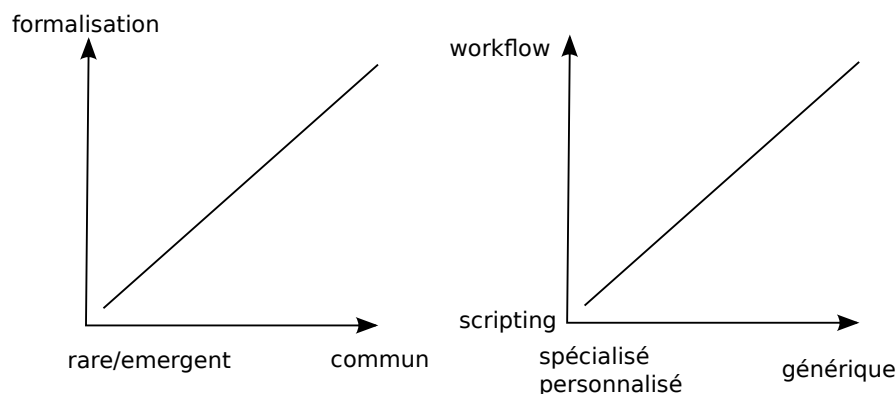 formalisation
rare/emergent
commun
workflow
scripting
spécialisé
personnalisé
générique